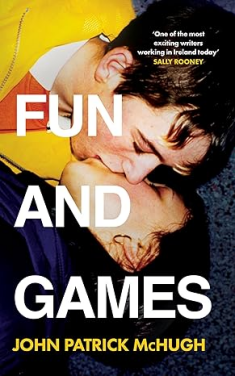 'One of the most
exciting writers
working in Ireland today'
SALLY ROONEY
FUN
AND
GAMES
JOHN PATRICK McHUGH